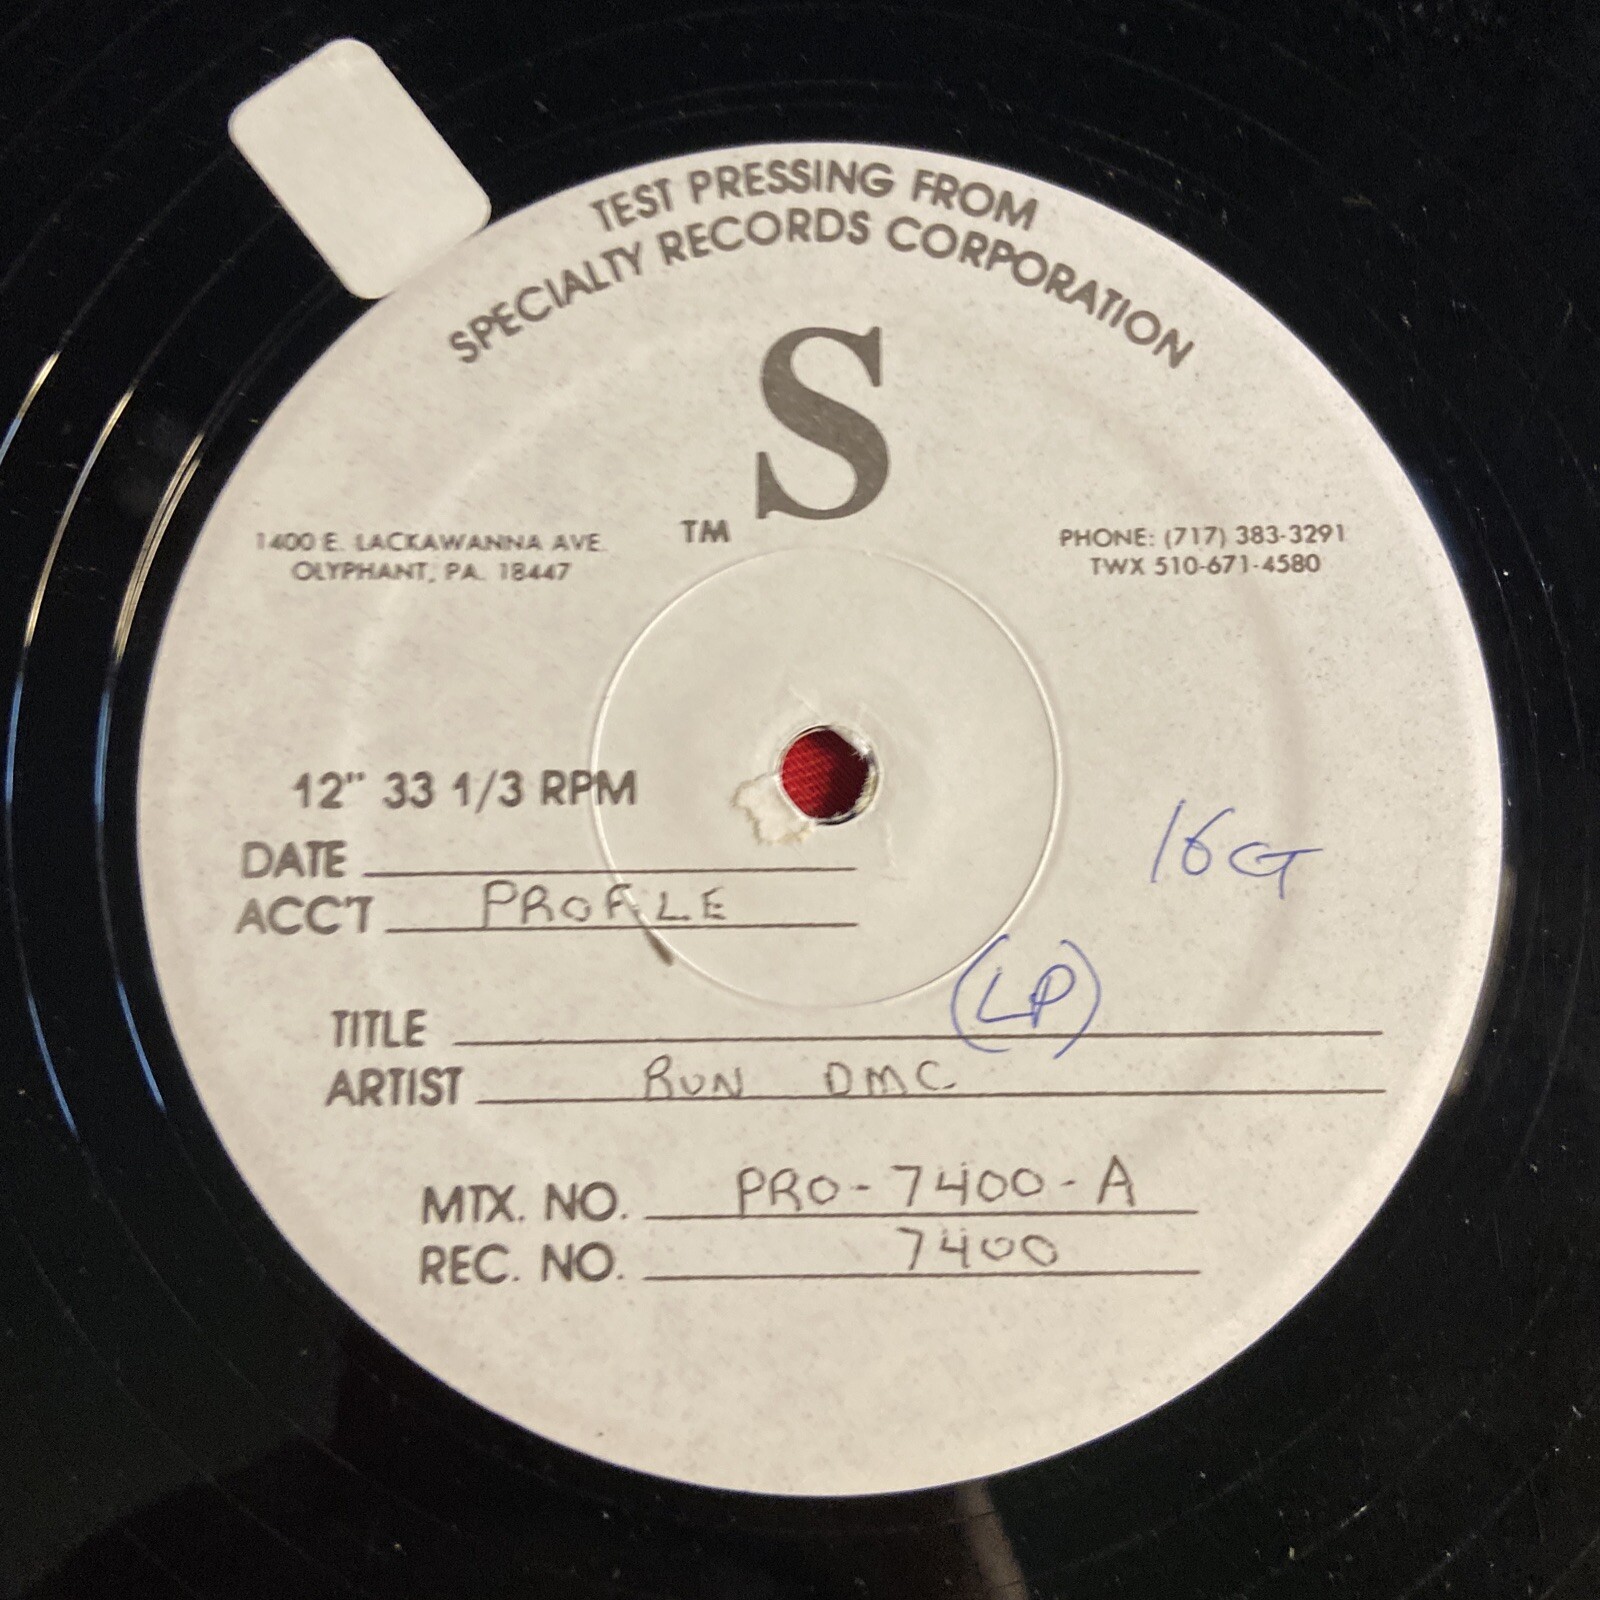 TEST PRESSING FROM
SPECIALTY RECORDS CORPORATION
S
TM
1400 E. LACKAWANNA AVE.
OLYPHANT, PA. 18447
PHONE: (717) 383-3291
TWX 510-671-4580
12" 33 1/3 RPM
DATE
16G
ACC'T PROFILE
TITLE (LP)
ARTIST RUN DMC
MTX. NO. PRO-7400-A
REC. NO. 7400